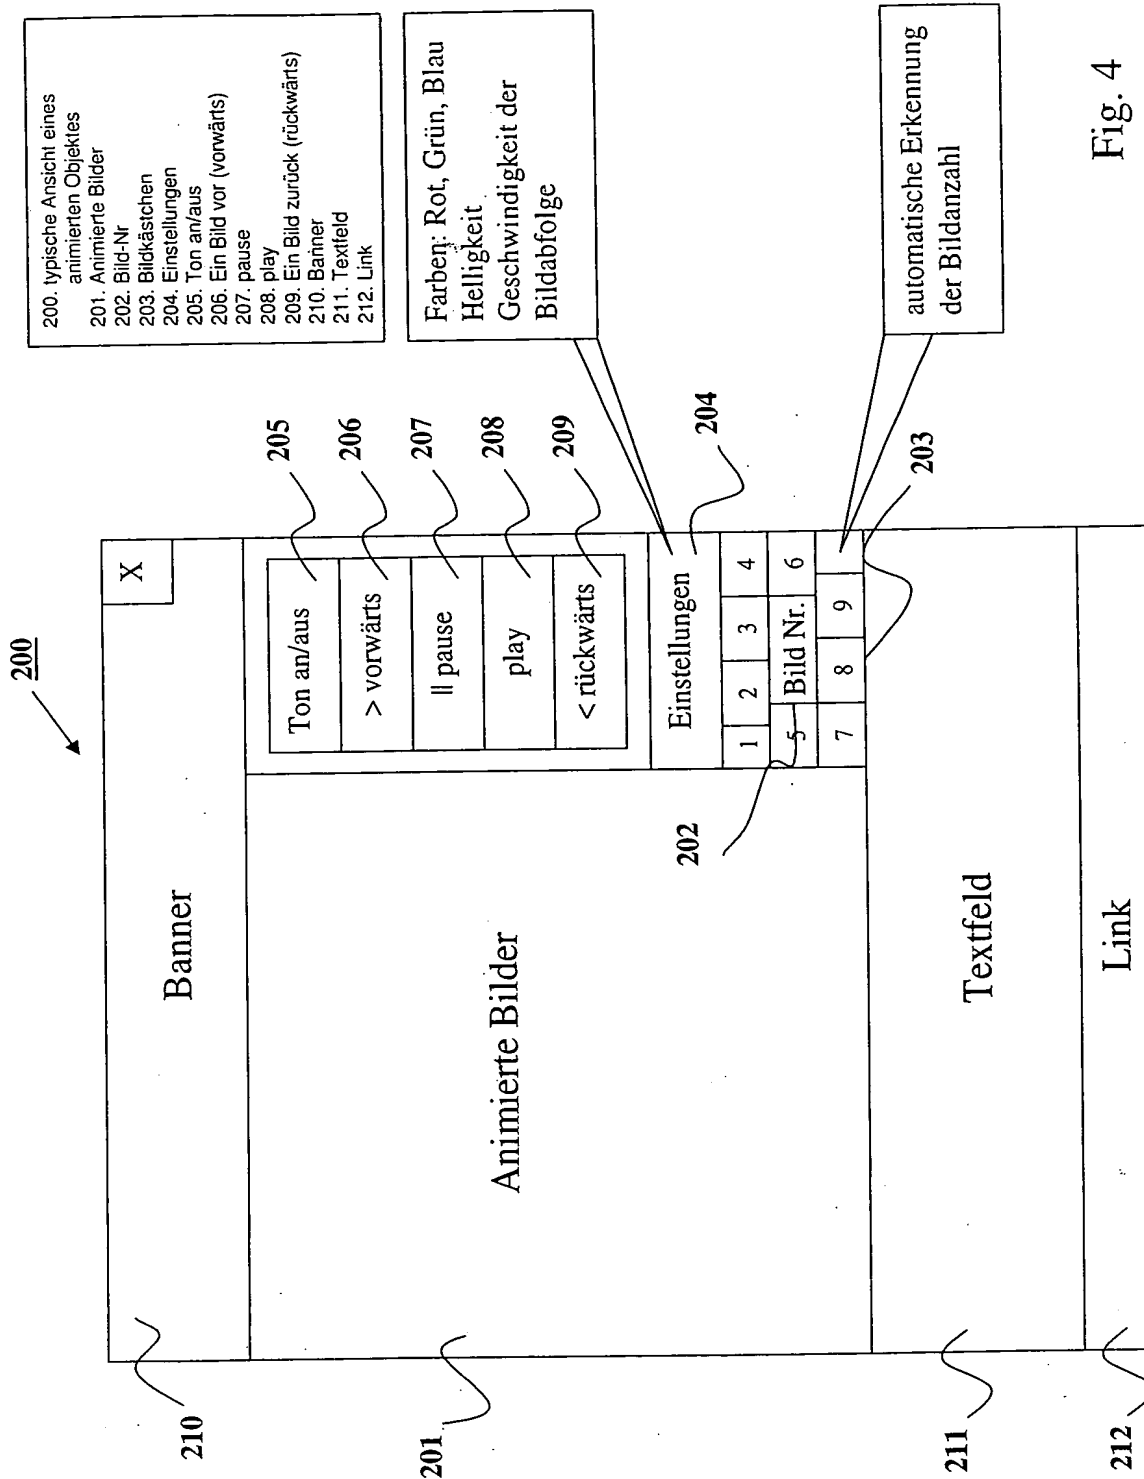 200
210
Banner
X
201
Animierte Bilder
Ton an/aus
> vorwärts
|| pause
play
< rückwärts
205
206
207
208
209
Einstellungen
204
1 2 3 4
5 Bild Nr. 6
7 8 9
202
203
211
Textfeld
212
Link
200. typische Ansicht eines
animierten Objektes
201. Animierte Bilder
202. Bild-Nr
203. Bildkästchen
204. Einstellungen
205. Ton an/aus
206. Ein Bild vor (vorwärts)
207. pause
208. play
209. Ein Bild zurück (rückwärts)
210. Banner
211. Textfeld
212. Link
Farben: Rot, Grün, Blau
Helligkeit
Geschwindigkeit der
Bildabfolge
automatische Erkennung
der Bildanzahl
Fig. 4